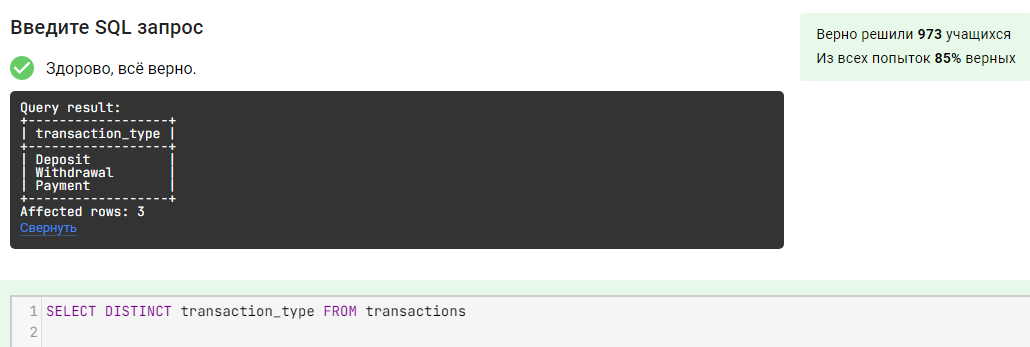 Введите SQL запрос
Верно решили 973 учащихся
Из всех попыток 85% верных
Здорово, всё верно.
Query result:
+------------------+
| transaction_type |
+------------------+
| Deposit          |
| Withdrawal       |
| Payment          |
+------------------+
Affected rows: 3
Свернуть
1 SELECT DISTINCT transaction_type FROM transactions
2